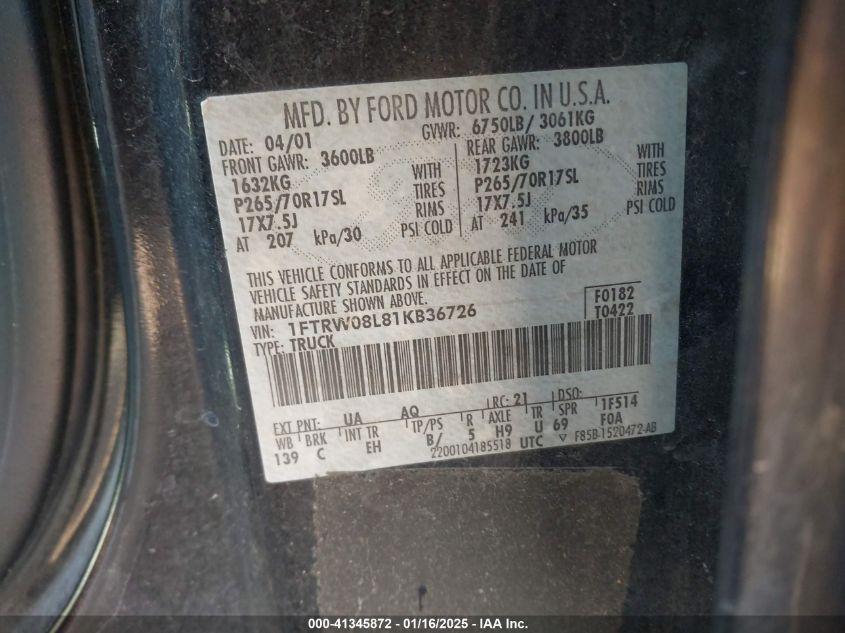 MFD. BY FORD MOTOR CO. IN U.S.A.
DATE: 04/01 GVWR: 6750LB/ 3061KG
FRONT GAWR: 3600LB REAR GAWR: 3800LB
1632KG WITH 1723KG WITH
P265/70R17SL TIRES P265/70R17SL TIRES
17X7.5J RIMS 17X7.5J RIMS
AT 207 kPa/30 PSI COLD AT 241 kPa/35 PSI COLD
THIS VEHICLE CONFORMS TO ALL APPLICABLE FEDERAL MOTOR
VEHICLE SAFETY STANDARDS IN EFFECT ON THE DATE OF
MANUFACTURE SHOWN ABOVE.
VIN: 1FTRW08L81KB36726 F0182
TYPE: TRUCK T0422
EXT PNT: UA AQ RC: 21 DSO:
WB BRK INT TR TP/PS R AXLE TR SPR 1F514
139 C EH B/ 5 H9 U 69 F0A
2200104185518 UTC ▽ F85B-1520472-AB
000-41345872 - 01/16/2025 - IAA Inc.